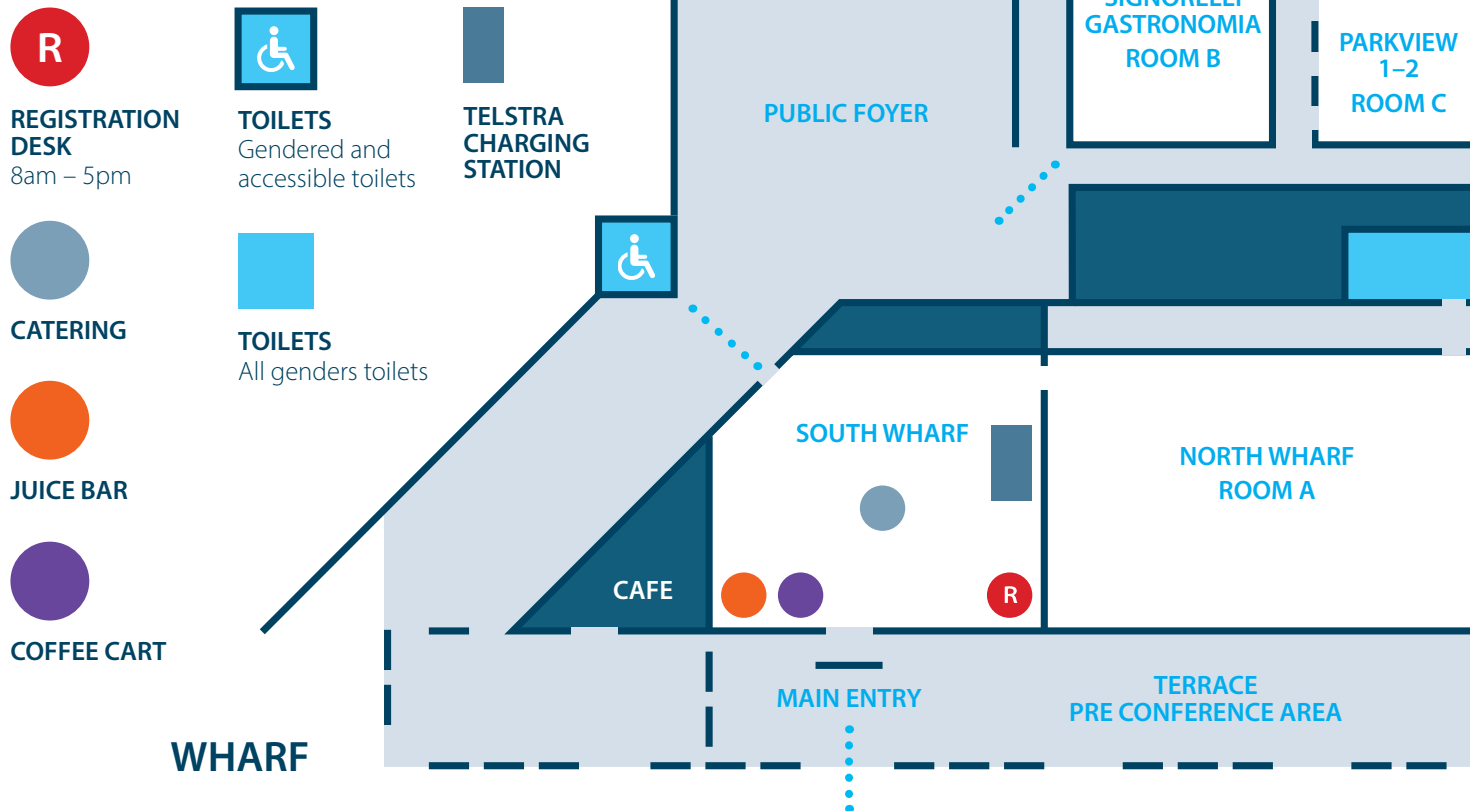 R
REGISTRATION
DESK
8am – 5pm
CATERING
JUICE BAR
COFFEE CART
TOILETS
Gendered and
accessible toilets
TOILETS
All genders toilets
TELSTRA
CHARGING
STATION
PUBLIC FOYER
GASTRONOMIA
ROOM B
PARKVIEW
1–2
ROOM C
SOUTH WHARF
NORTH WHARF
ROOM A
CAFE
R
MAIN ENTRY
TERRACE
PRE CONFERENCE AREA
WHARF